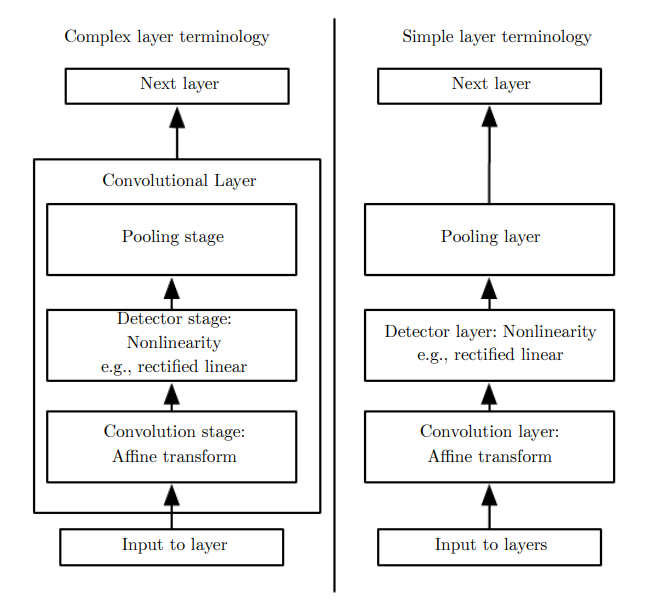 Complex layer terminology
Next layer
Convolutional Layer
Pooling stage
Detector stage:
Nonlinearity
e.g., rectified linear
Convolution stage:
Affine transform
Input to layer
Simple layer terminology
Next layer
Pooling layer
Detector layer: Nonlinearity
e.g., rectified linear
Convolution layer:
Affine transform
Input to layers